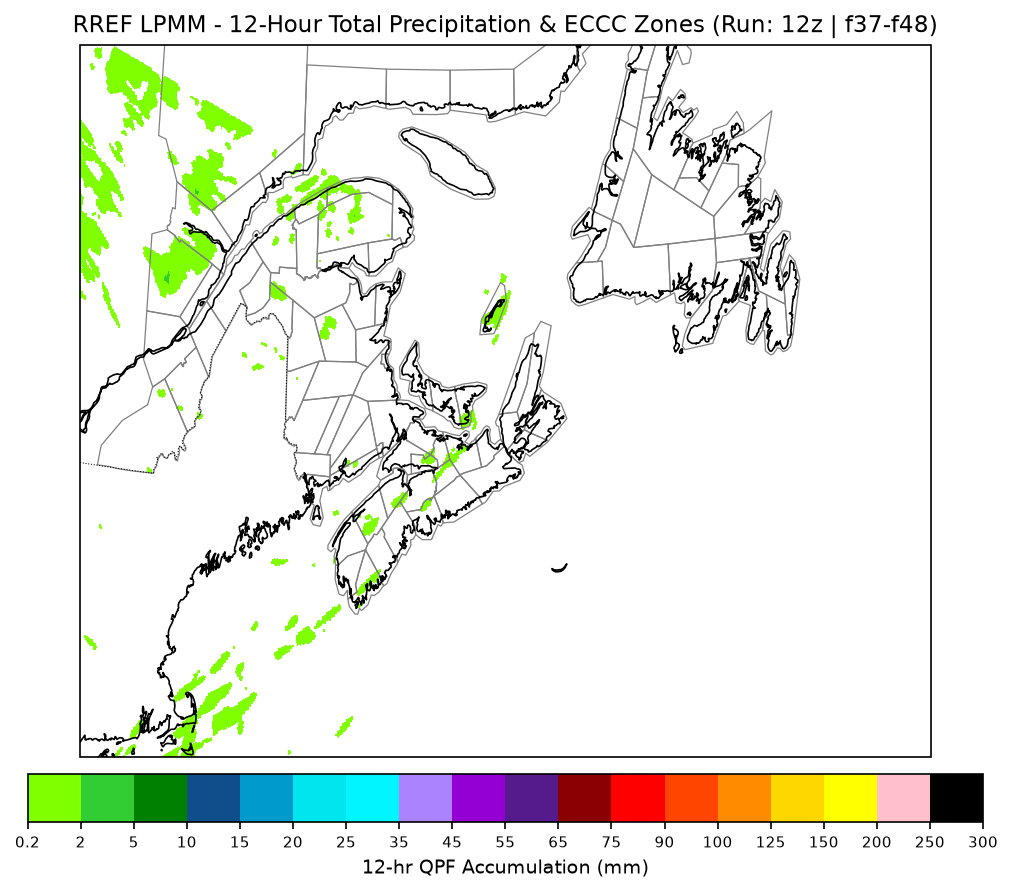 RREF LPMM - 12-Hour Total Precipitation & ECCC Zones (Run: 12z | f37-f48)
0.2 2 5 10 15 20 25 35 45 55 65 75 90 100 125 150 200 250 300
12-hr QPF Accumulation (mm)